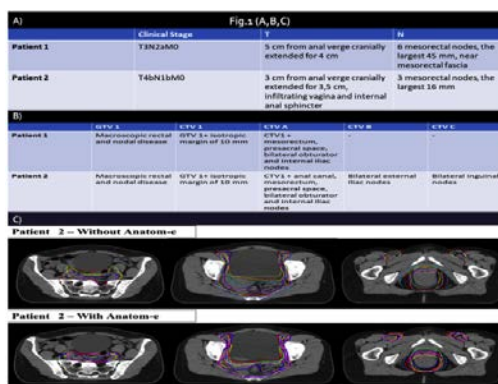 A)
Fig.1 (A,B,C)
Clinical Stage T N
Patient 1 T3N2aM0 5 cm from anal verge cranially extended for 4 cm 6 mesorectal nodes, the largest 45 mm, near mesorectal fascia
Patient 2 T4bN1bM0 3 cm from anal verge cranially extended for 3,5 cm, infiltrating vagina and internal anal sphincter 3 mesorectal nodes, the largest 16 mm
B)
GTV 1 CTV 1 CTV A CTV B CTV C
Patient 1 Macroscopic rectal and nodal disease GTV 1+ isotropic margin of 10 mm CTV1 + mesorectum, presacral space, bilateral obturator and internal iliac nodes - -
Patient 2 Macroscopic rectal and nodal disease GTV 1+ isotropic margin of 10 mm CTV1 + anal canal, mesorectum, presacral space, bilateral obturator and internal iliac nodes Bilateral external iliac nodes Bilateral inguinal nodes
C)
Patient 2 – Without Anatom-e
Patient 2 – With Anatom-e